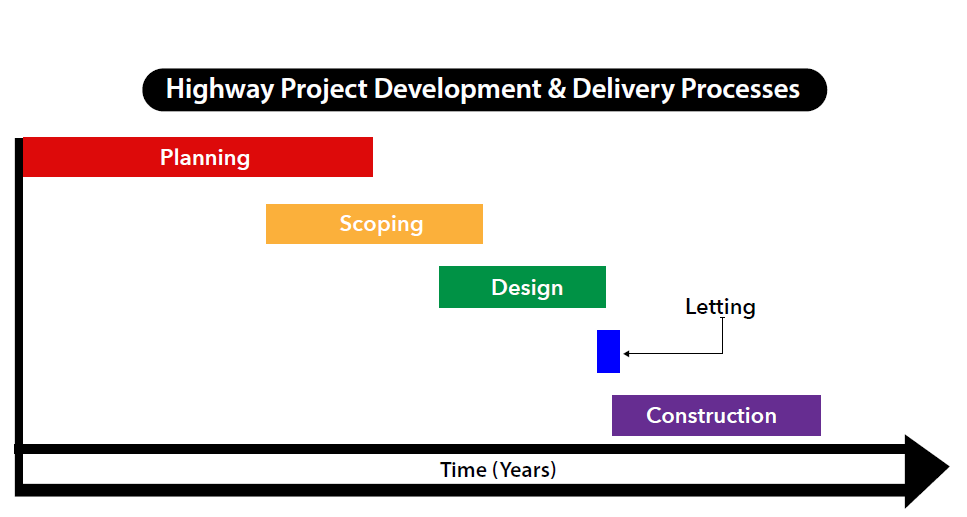 Highway Project Development & Delivery Processes
Planning
Scoping
Design
Letting
Construction
Time (Years)